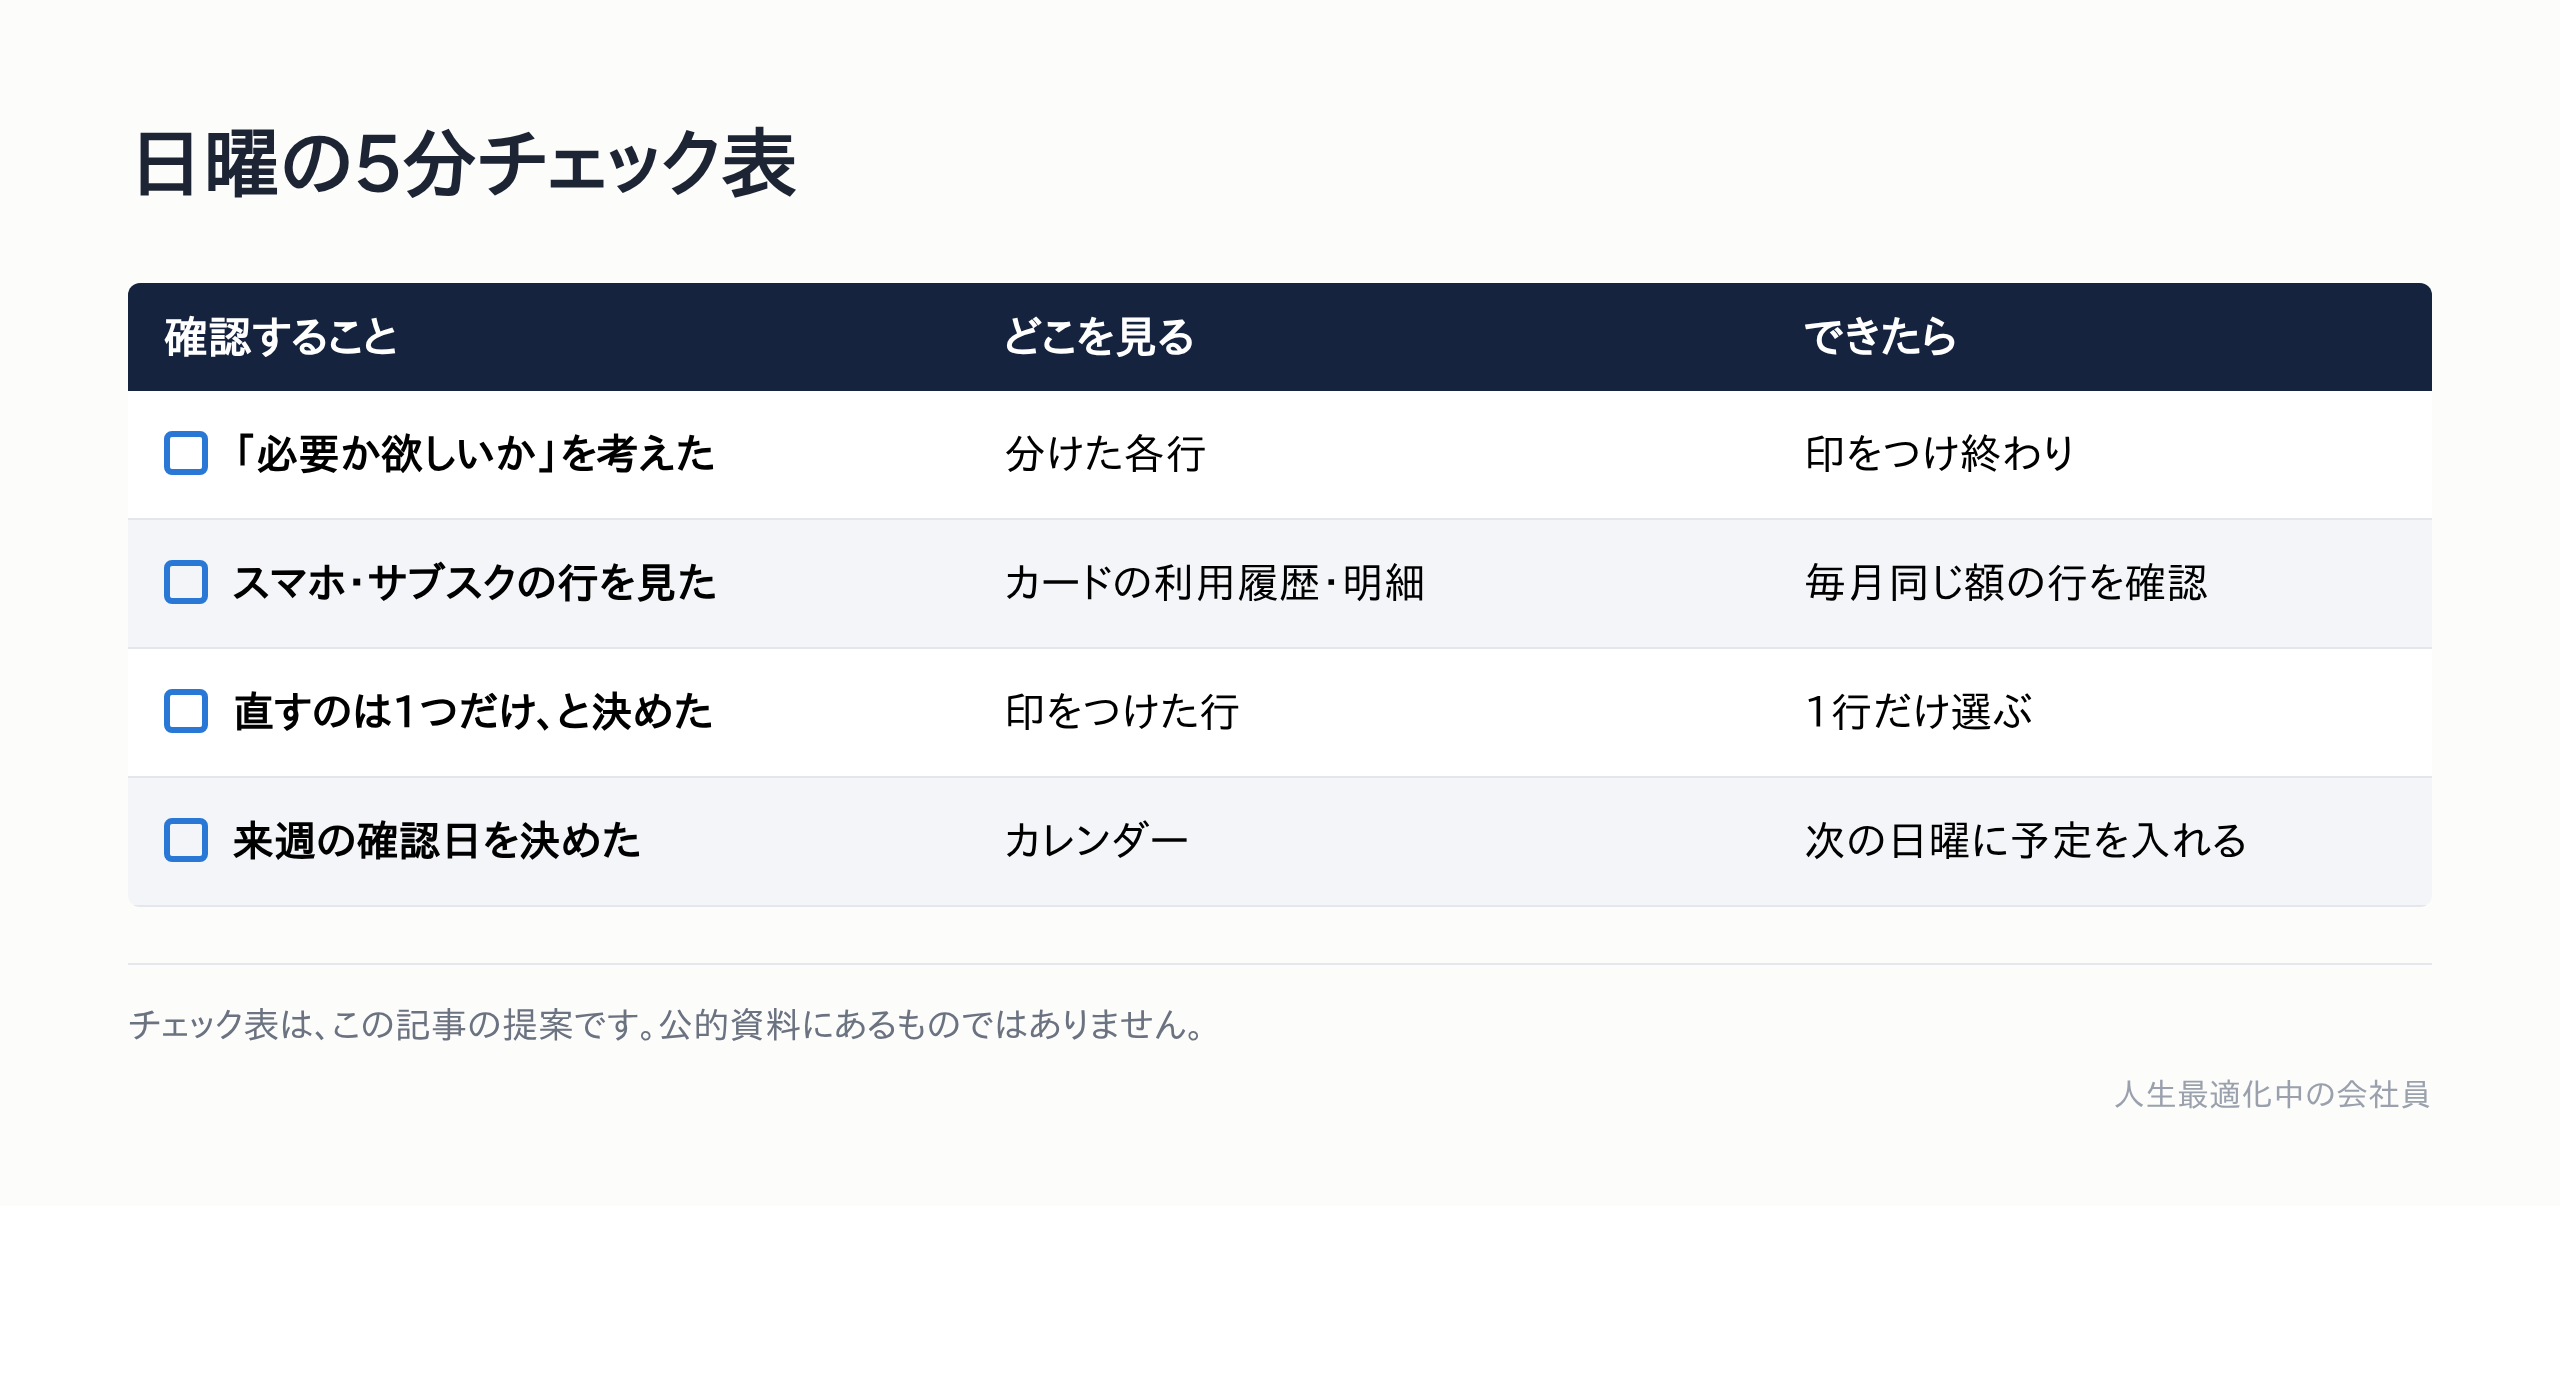 日曜の5分チェック表
確認すること どこを見る できたら
「必要か欲しいか」を考えた 分けた各行 印をつけ終わり
スマホ・サブスクの行を見た カードの利用履歴・明細 毎月同じ額の行を確認
直すのは1つだけ、と決めた 印をつけた行 1行だけ選ぶ
来週の確認日を決めた カレンダー 次の日曜に予定を入れる
チェック表は、この記事の提案です。公的資料にあるものではありません。
人生最適化中の会社員